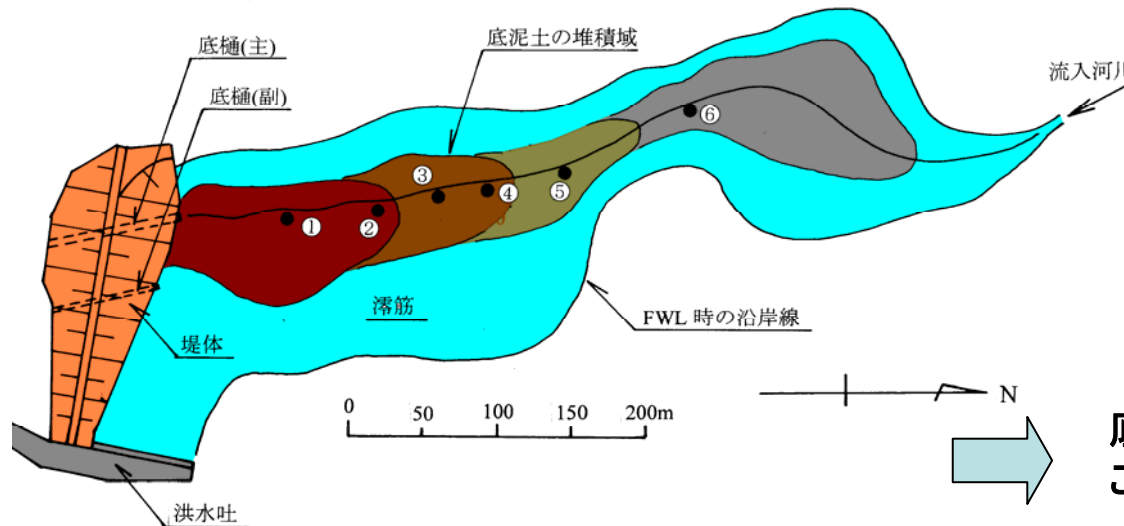 底樋(主)
底樋(副)
底泥土の堆積域
流入河川
⑥
③
④
⑤
①
②
澪筋
FWL 時の沿岸線
堤体
N
0 50 100 150 200m
洪水吐